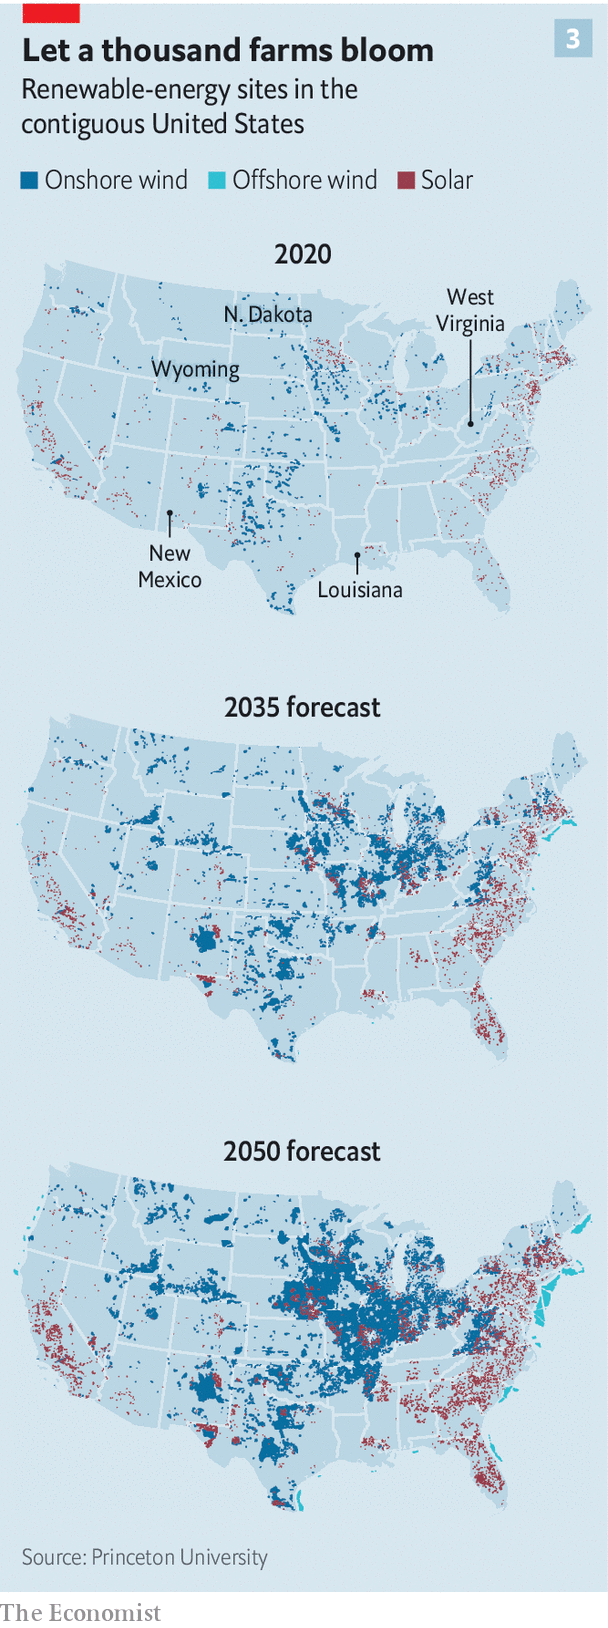 3
Let a thousand farms bloom
Renewable-energy sites in the
contiguous United States
Onshore wind Offshore wind Solar
2020
N. Dakota
West
Virginia
Wyoming
New
Mexico
Louisiana
2035 forecast
2050 forecast
Source: Princeton University
The Economist